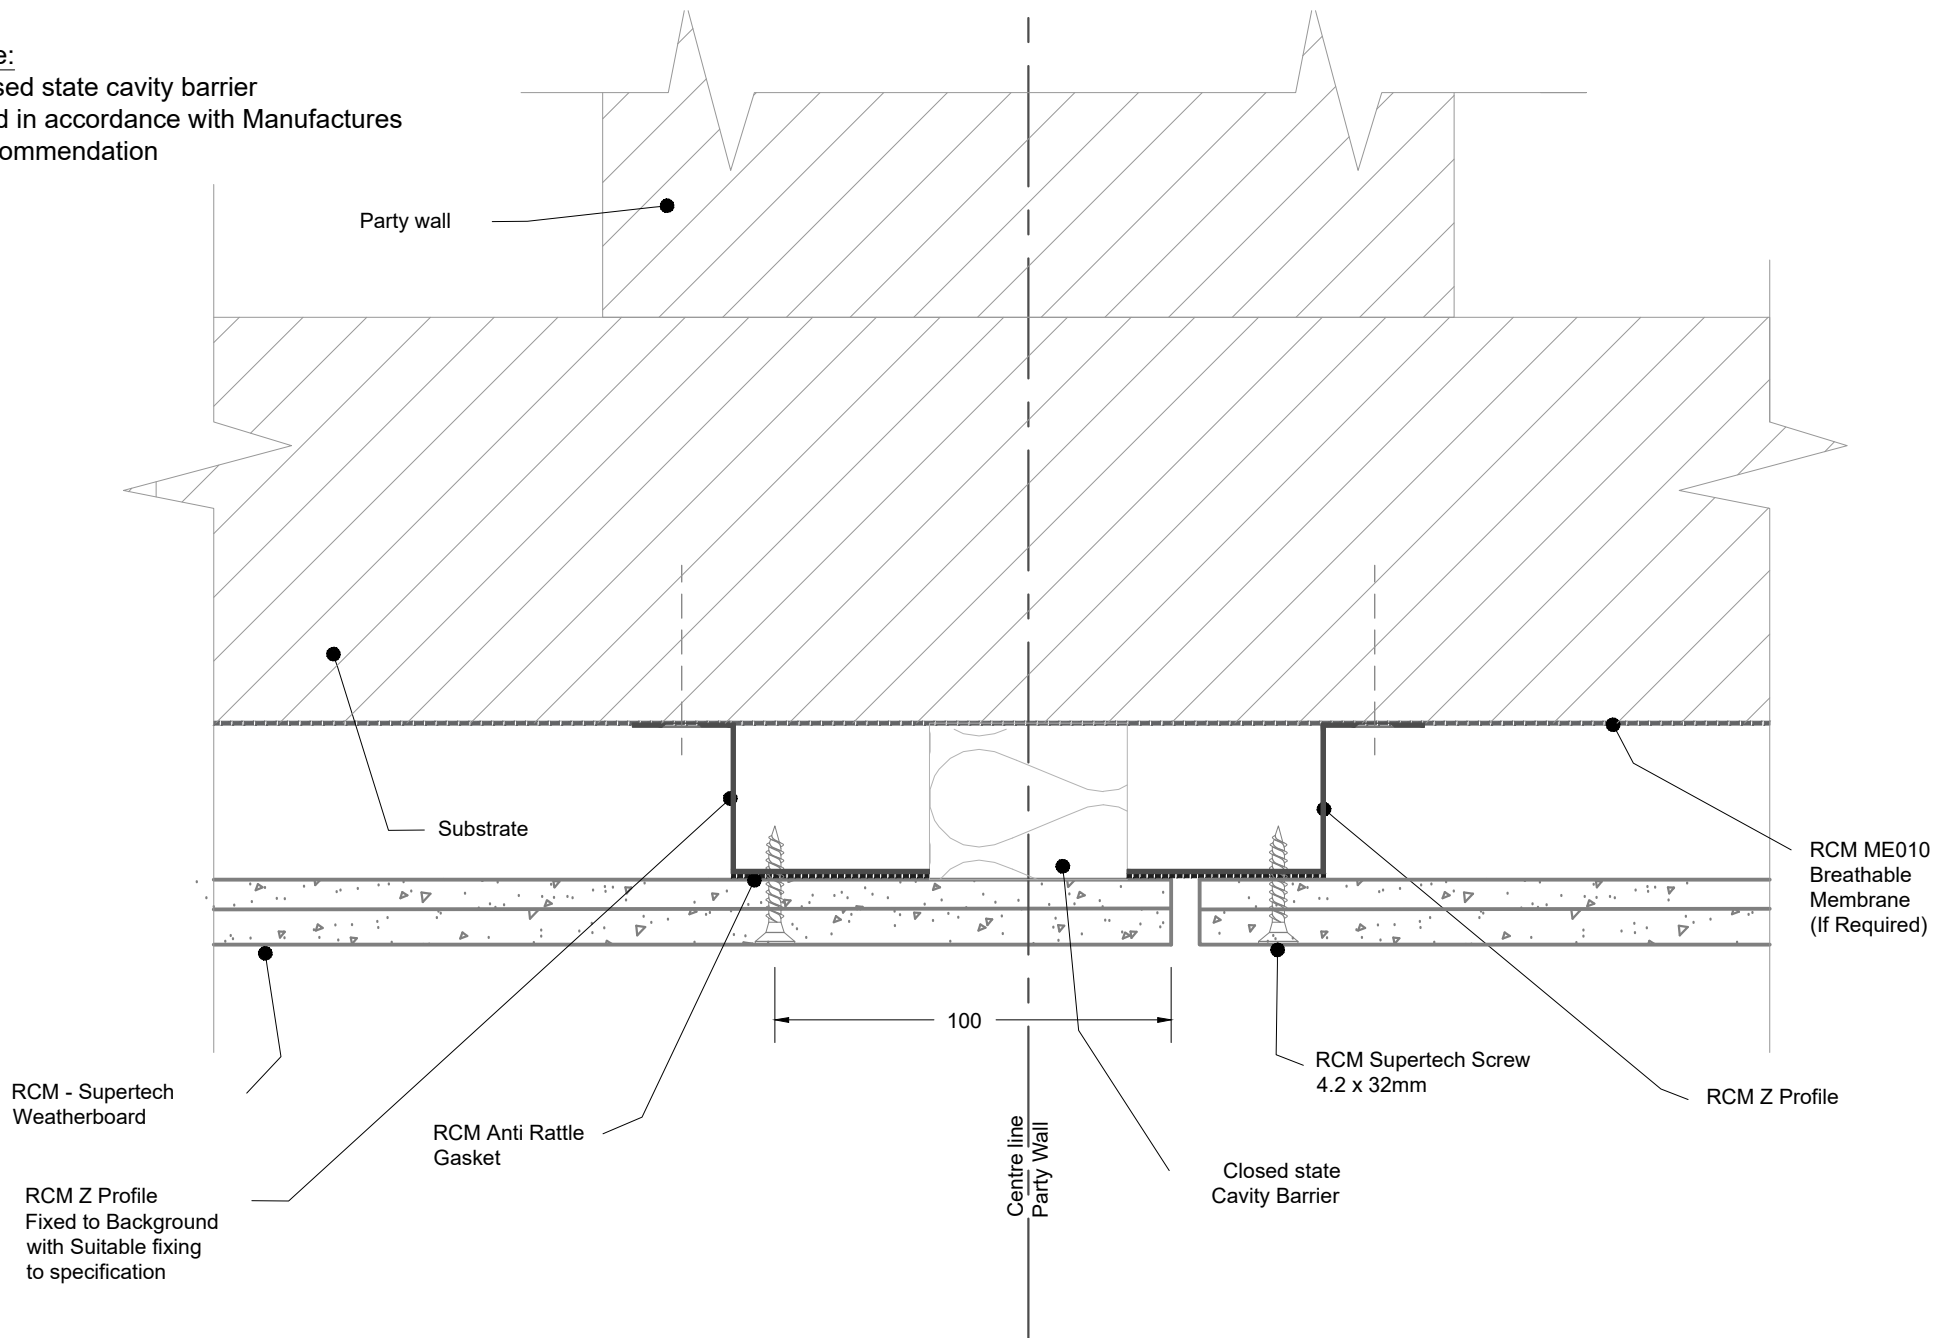 e:
sed state cavity barrier
d in accordance with Manufactures
ommendation
Party wall
Substrate
RCM ME010
Breathable
Membrane
(If Required)
100
RCM Supertech Screw
4.2 x 32mm
RCM - Supertech
Weatherboard
RCM Z Profile
RCM Anti Rattle
Gasket
Centre line
Party Wall
Closed state
Cavity Barrier
RCM Z Profile
Fixed to Background
with Suitable fixing
to specification